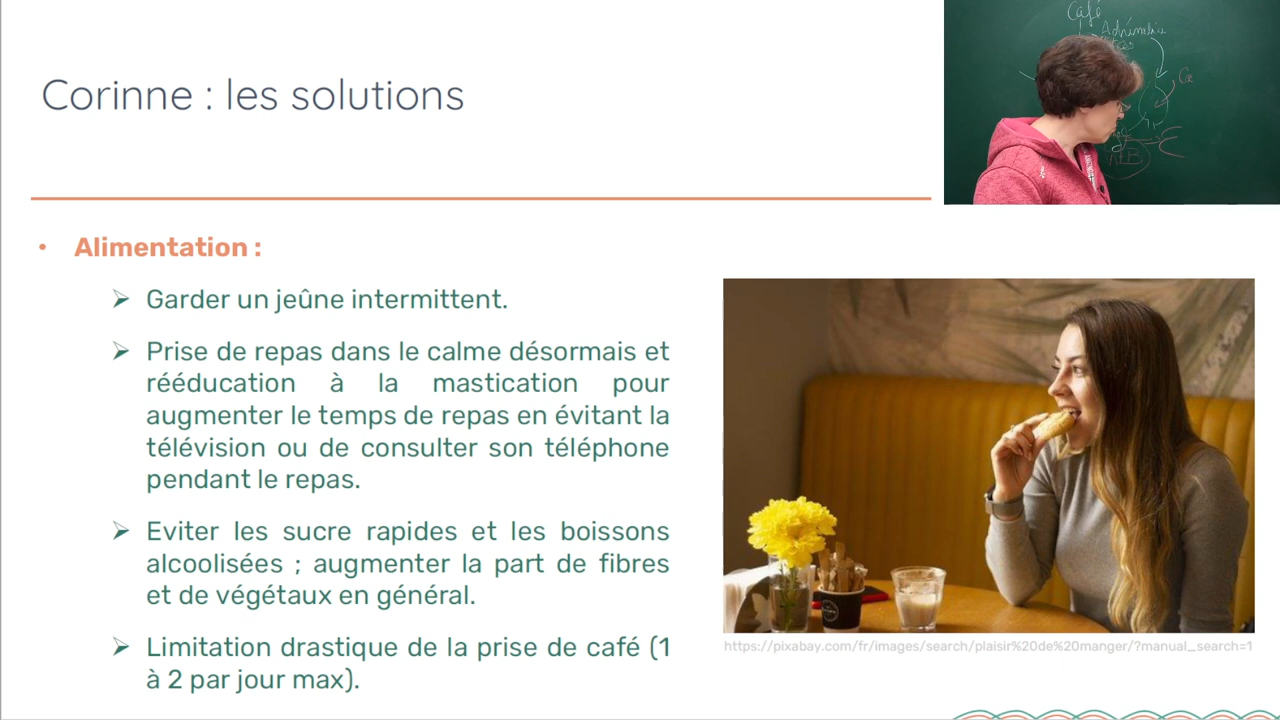 Café
Corinne : les solutions
• Alimentation :
➢ Garder un jeûne intermittent.
➢ Prise de repas dans le calme désormais et
rééducation à la mastication pour
augmenter le temps de repas en évitant la
télévision ou de consulter son téléphone
pendant le repas.
➢ Eviter les sucre rapides et les boissons
alcoolisées ; augmenter la part de fibres
et de végétaux en général.
➢ Limitation drastique de la prise de café (1
à 2 par jour max).
https://pixabay.com/fr/images/search/plaisir%20de%20manger/?manual_search=1